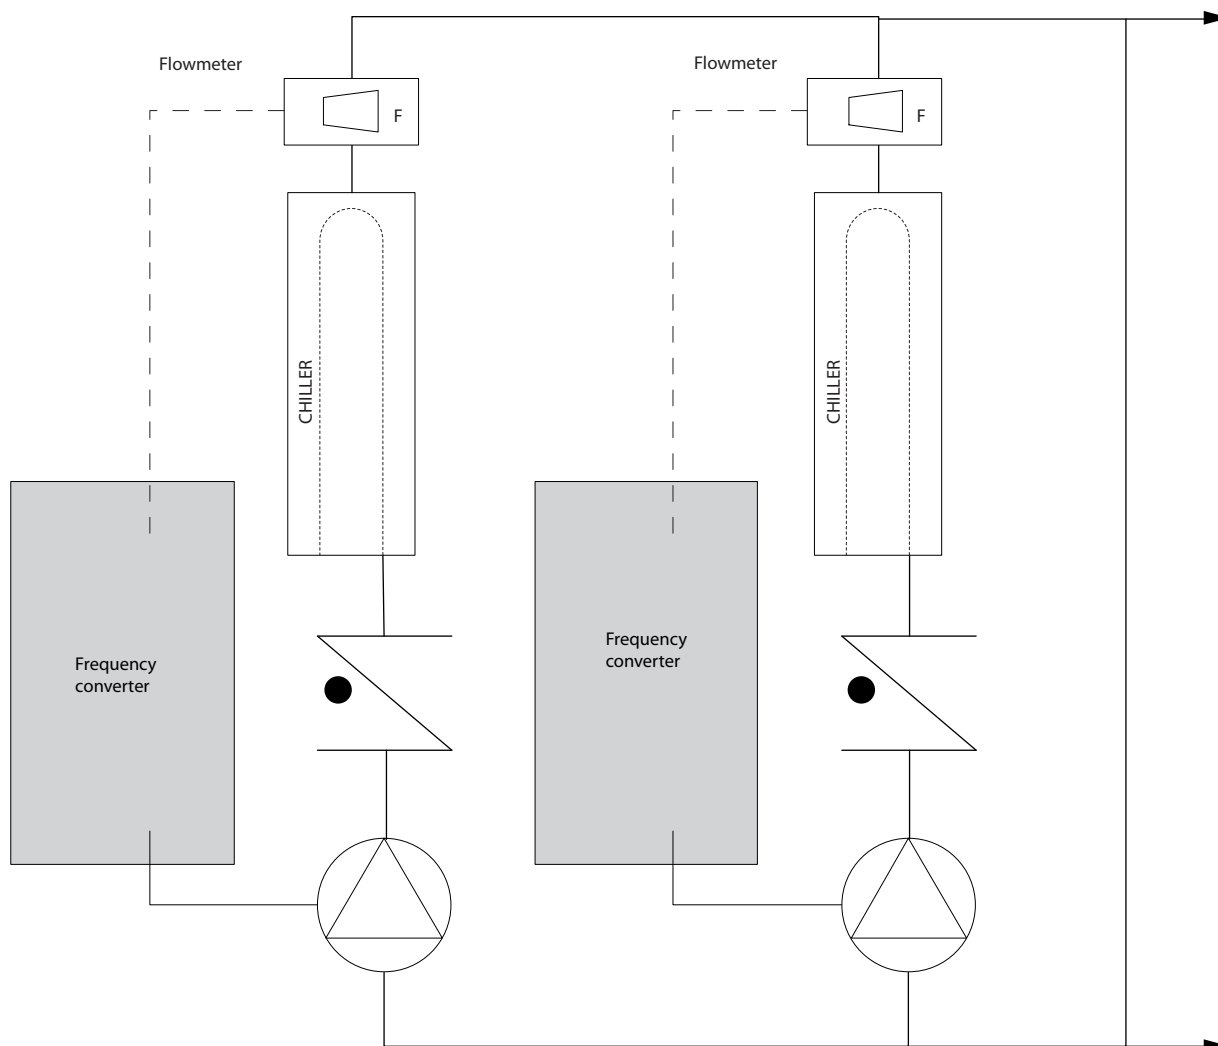 Flowmeter
Flowmeter
F
F
CHILLER
CHILLER
Frequency
converter
Frequency
converter